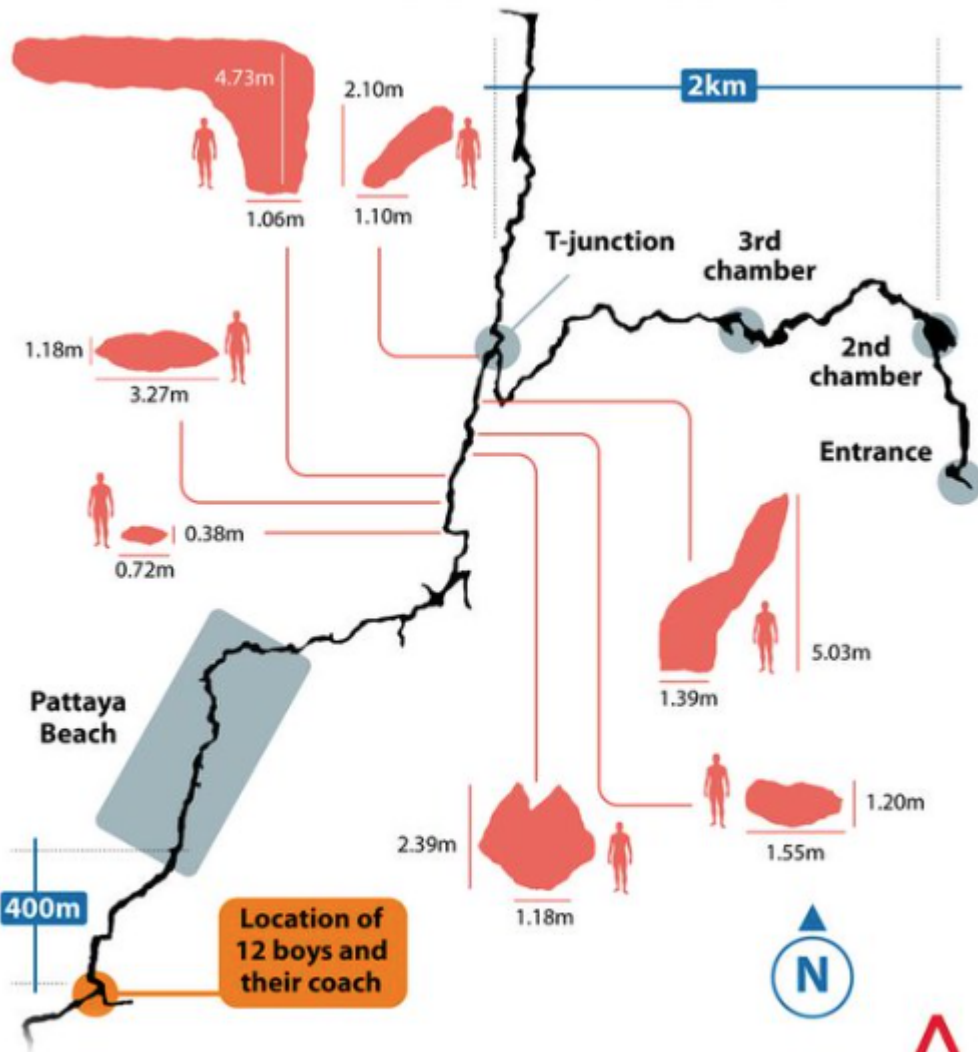 4.73m
2.10m
2km
1.06m
1.10m
T-junction
3rd
chamber
1.18m
3.27m
2nd
chamber
Entrance
0.38m
0.72m
5.03m
1.39m
Pattaya
Beach
2.39m
1.20m
1.55m
1.18m
400m
Location of
12 boys and
their coach
N